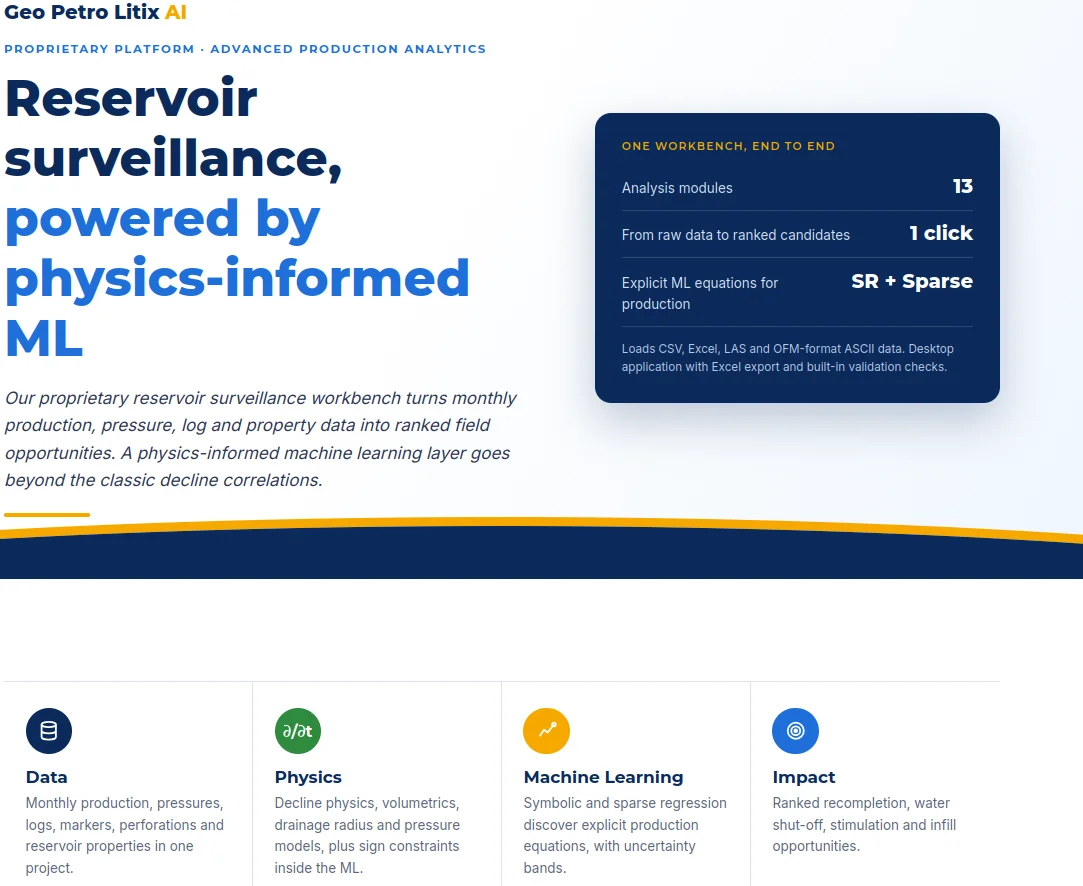 Geo Petro Litix AI
PROPRIETARY PLATFORM · ADVANCED PRODUCTION ANALYTICS
Reservoir
surveillance,
powered by
physics-informed
ML
Our proprietary reservoir surveillance workbench turns monthly
production, pressure, log and property data into ranked field
opportunities. A physics-informed machine learning layer goes
beyond the classic decline correlations.
ONE WORKBENCH, END TO END
Analysis modules 13
From raw data to ranked candidates 1 click
Explicit ML equations for SR + Sparse
production
Loads CSV, Excel, LAS and OFM-format ASCII data. Desktop
application with Excel export and built-in validation checks.
Data
Monthly production, pressures,
logs, markers, perforations and
reservoir properties in one
project.
∂/∂t
Physics
Decline physics, volumetrics,
drainage radius and pressure
models, plus sign constraints
inside the ML.
Machine Learning
Symbolic and sparse regression
discover explicit production
equations, with uncertainty
bands.
Impact
Ranked recompletion, water
shut-off, stimulation and infill
opportunities.